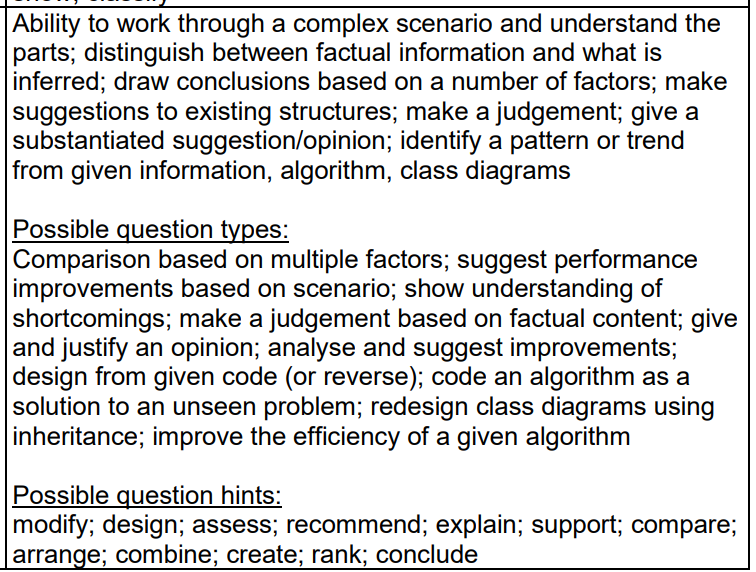 show; classify
Ability to work through a complex scenario and understand the
parts; distinguish between factual information and what is
inferred; draw conclusions based on a number of factors; make
suggestions to existing structures; make a judgement; give a
substantiated suggestion/opinion; identify a pattern or trend
from given information, algorithm, class diagrams
Possible question types:
Comparison based on multiple factors; suggest performance
improvements based on scenario; show understanding of
shortcomings; make a judgement based on factual content; give
and justify an opinion; analyse and suggest improvements;
design from given code (or reverse); code an algorithm as a
solution to an unseen problem; redesign class diagrams using
inheritance; improve the efficiency of a given algorithm
Possible question hints:
modify; design; assess; recommend; explain; support; compare;
arrange; combine; create; rank; conclude